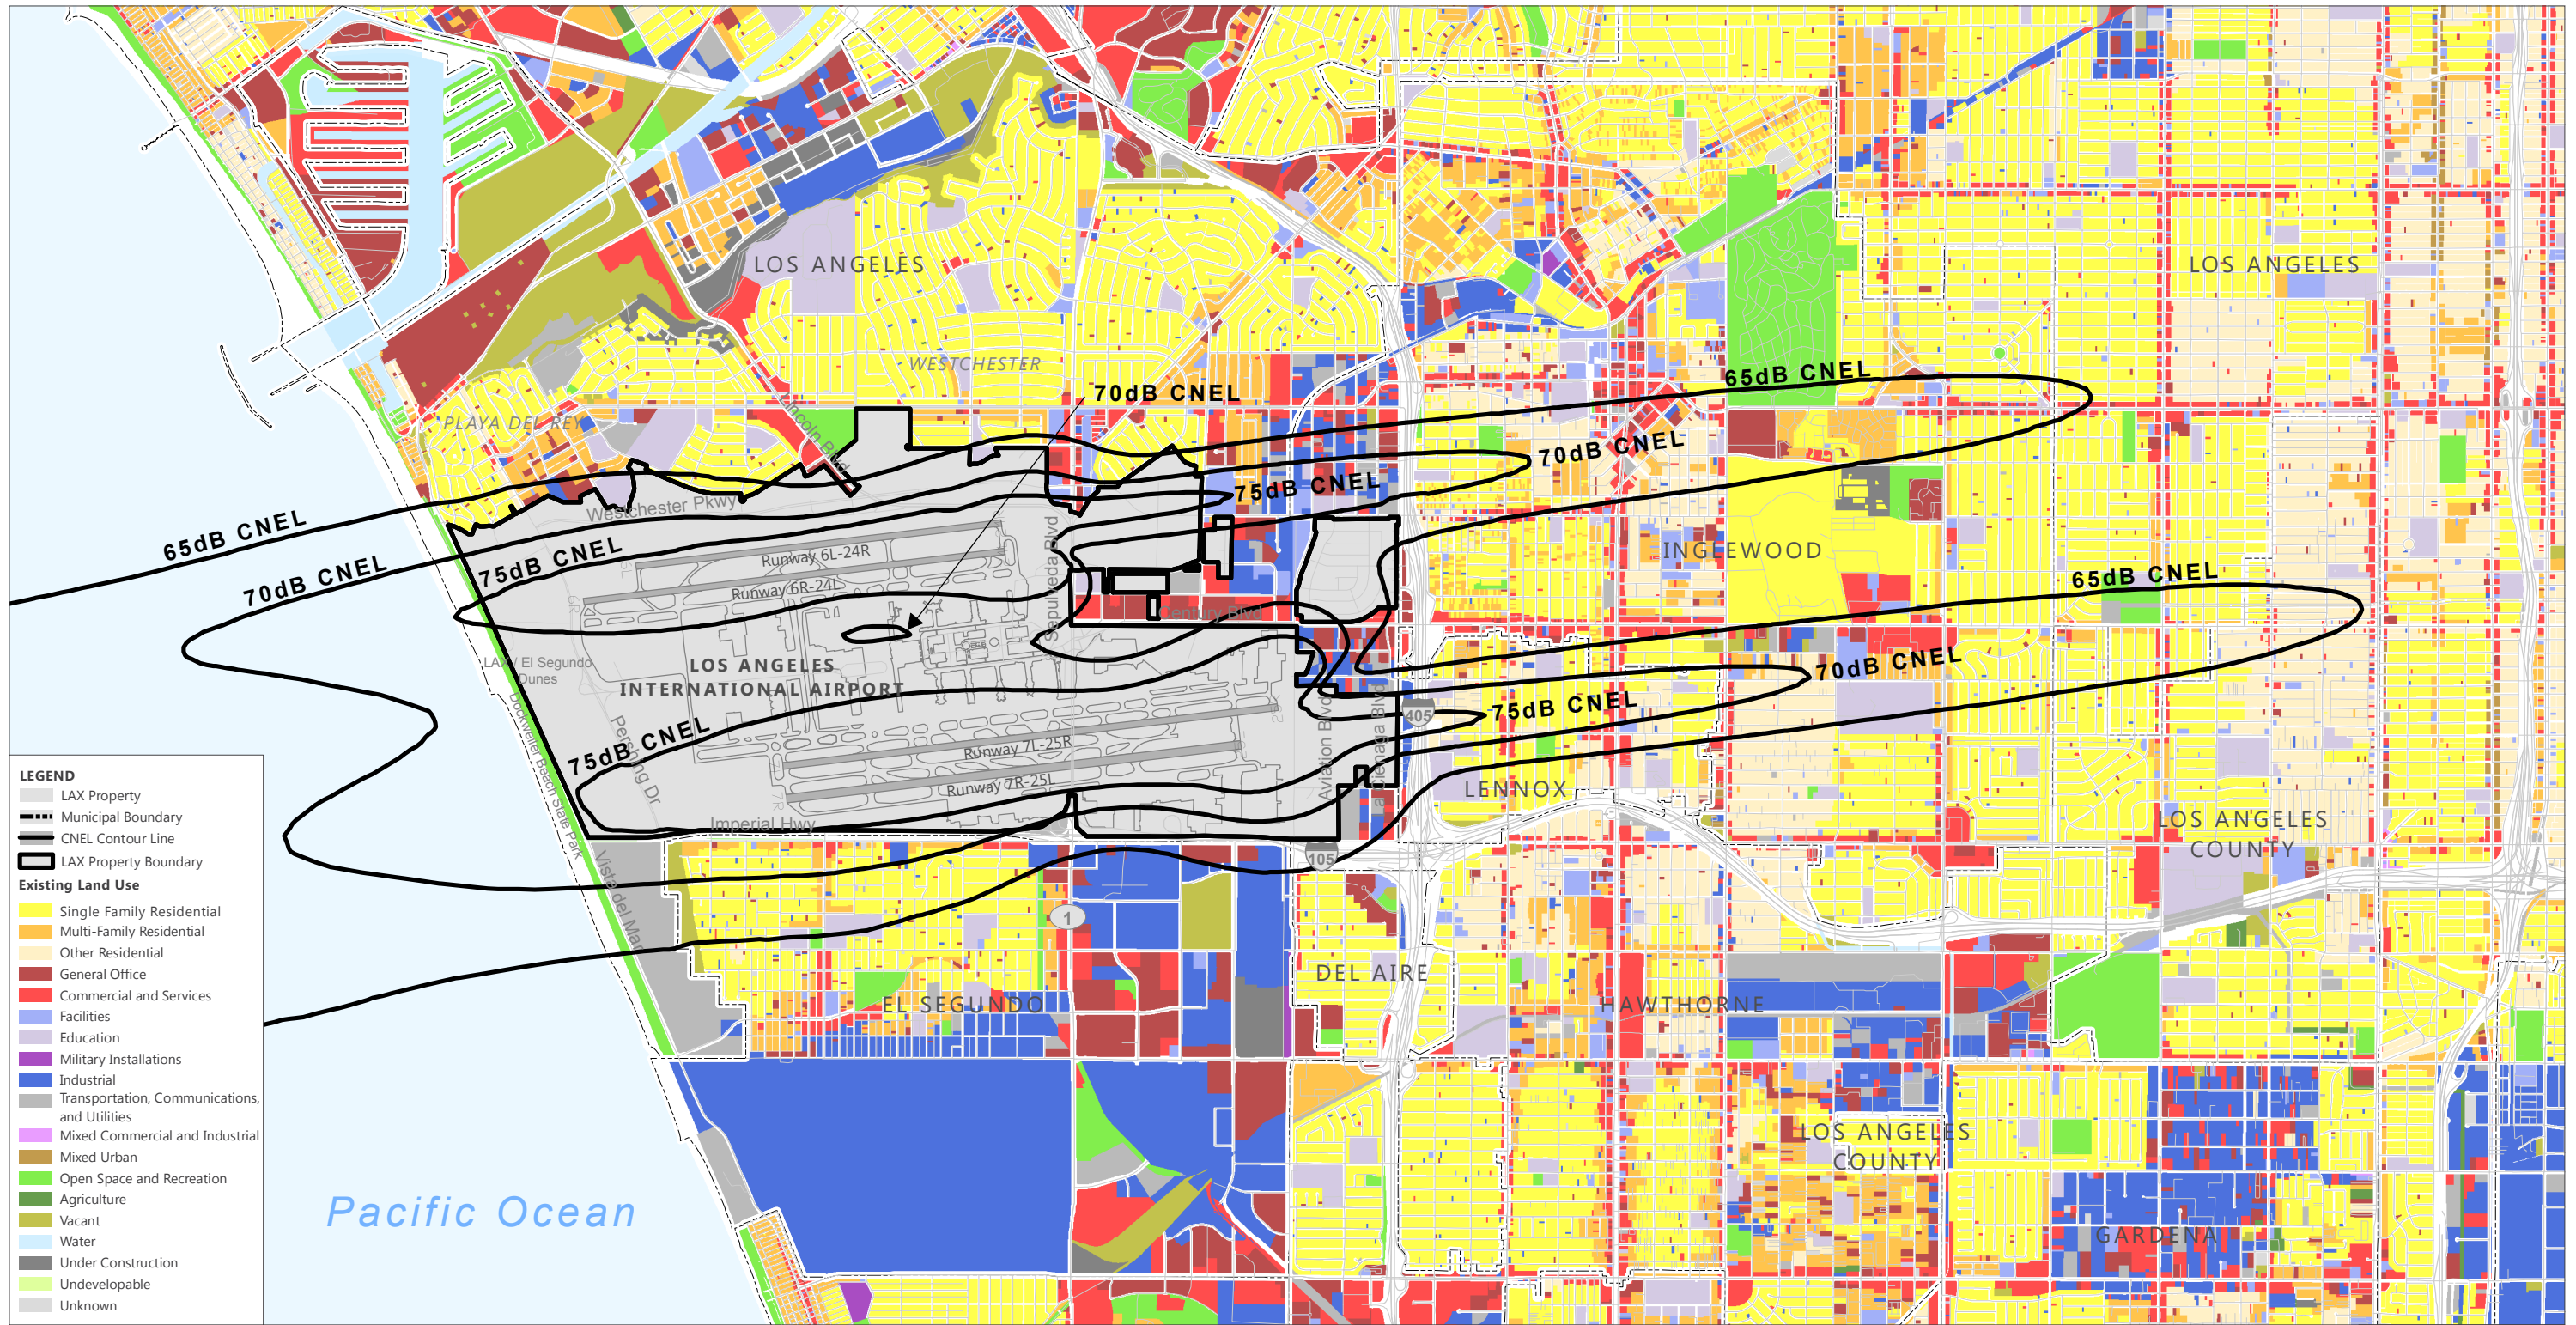 LOS ANGELES
LOS ANGELES
WESTCHESTER
65dB CNEL
70dB CNEL
PLAYA DEL REY
Lincoln Blvd
70dB CNEL
75dB CNEL
Westchester Pkwy
65dB CNEL
70dB CNEL
75dB CNEL
Sepulveda Blvd
Runway 6L-24R
Runway 6R-24L
INGLEWOOD
65dB CNEL
Century Blvd
LAX / El Segundo
Dunes
LOS ANGELES
INTERNATIONAL AIRPORT
70dB CNEL
75dB CNEL
405
Dockweiler Beach State Park
Pershing Dr
75dB CNEL
Runway 7L-25R
Runway 7R-25L
Aviation Blvd
La Cienaga Blvd
LENNOX
Imperial Hwy
LOS ANGELES
COUNTY
105
Vista del Mar
1
DEL AIRE
EL SEGUNDO
HAWTHORNE
LOS ANGELES
COUNTY
GARDENA
Pacific Ocean
LEGEND
LAX Property
Municipal Boundary
CNEL Contour Line
LAX Property Boundary
Existing Land Use
Single Family Residential
Multi-Family Residential
Other Residential
General Office
Commercial and Services
Facilities
Education
Military Installations
Industrial
Transportation, Communications,
and Utilities
Mixed Commercial and Industrial
Mixed Urban
Open Space and Recreation
Agriculture
Vacant
Water
Under Construction
Undevelopable
Unknown